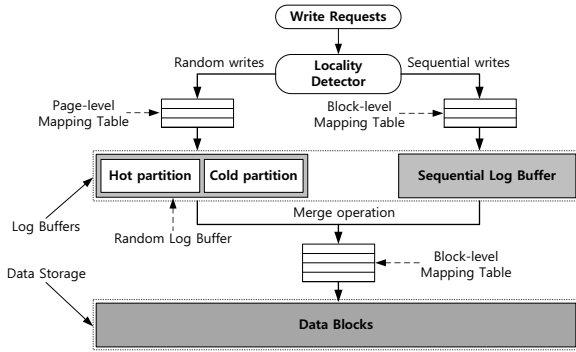 Write Requests
Random writes
Locality
Detector
Sequential writes
Page-level
Mapping Table
Block-level
Mapping Table
Hot partition
Cold partition
Sequential Log Buffer
Merge operation
Log Buffers
Random Log Buffer
Block-level
Mapping Table
Data Storage
Data Blocks